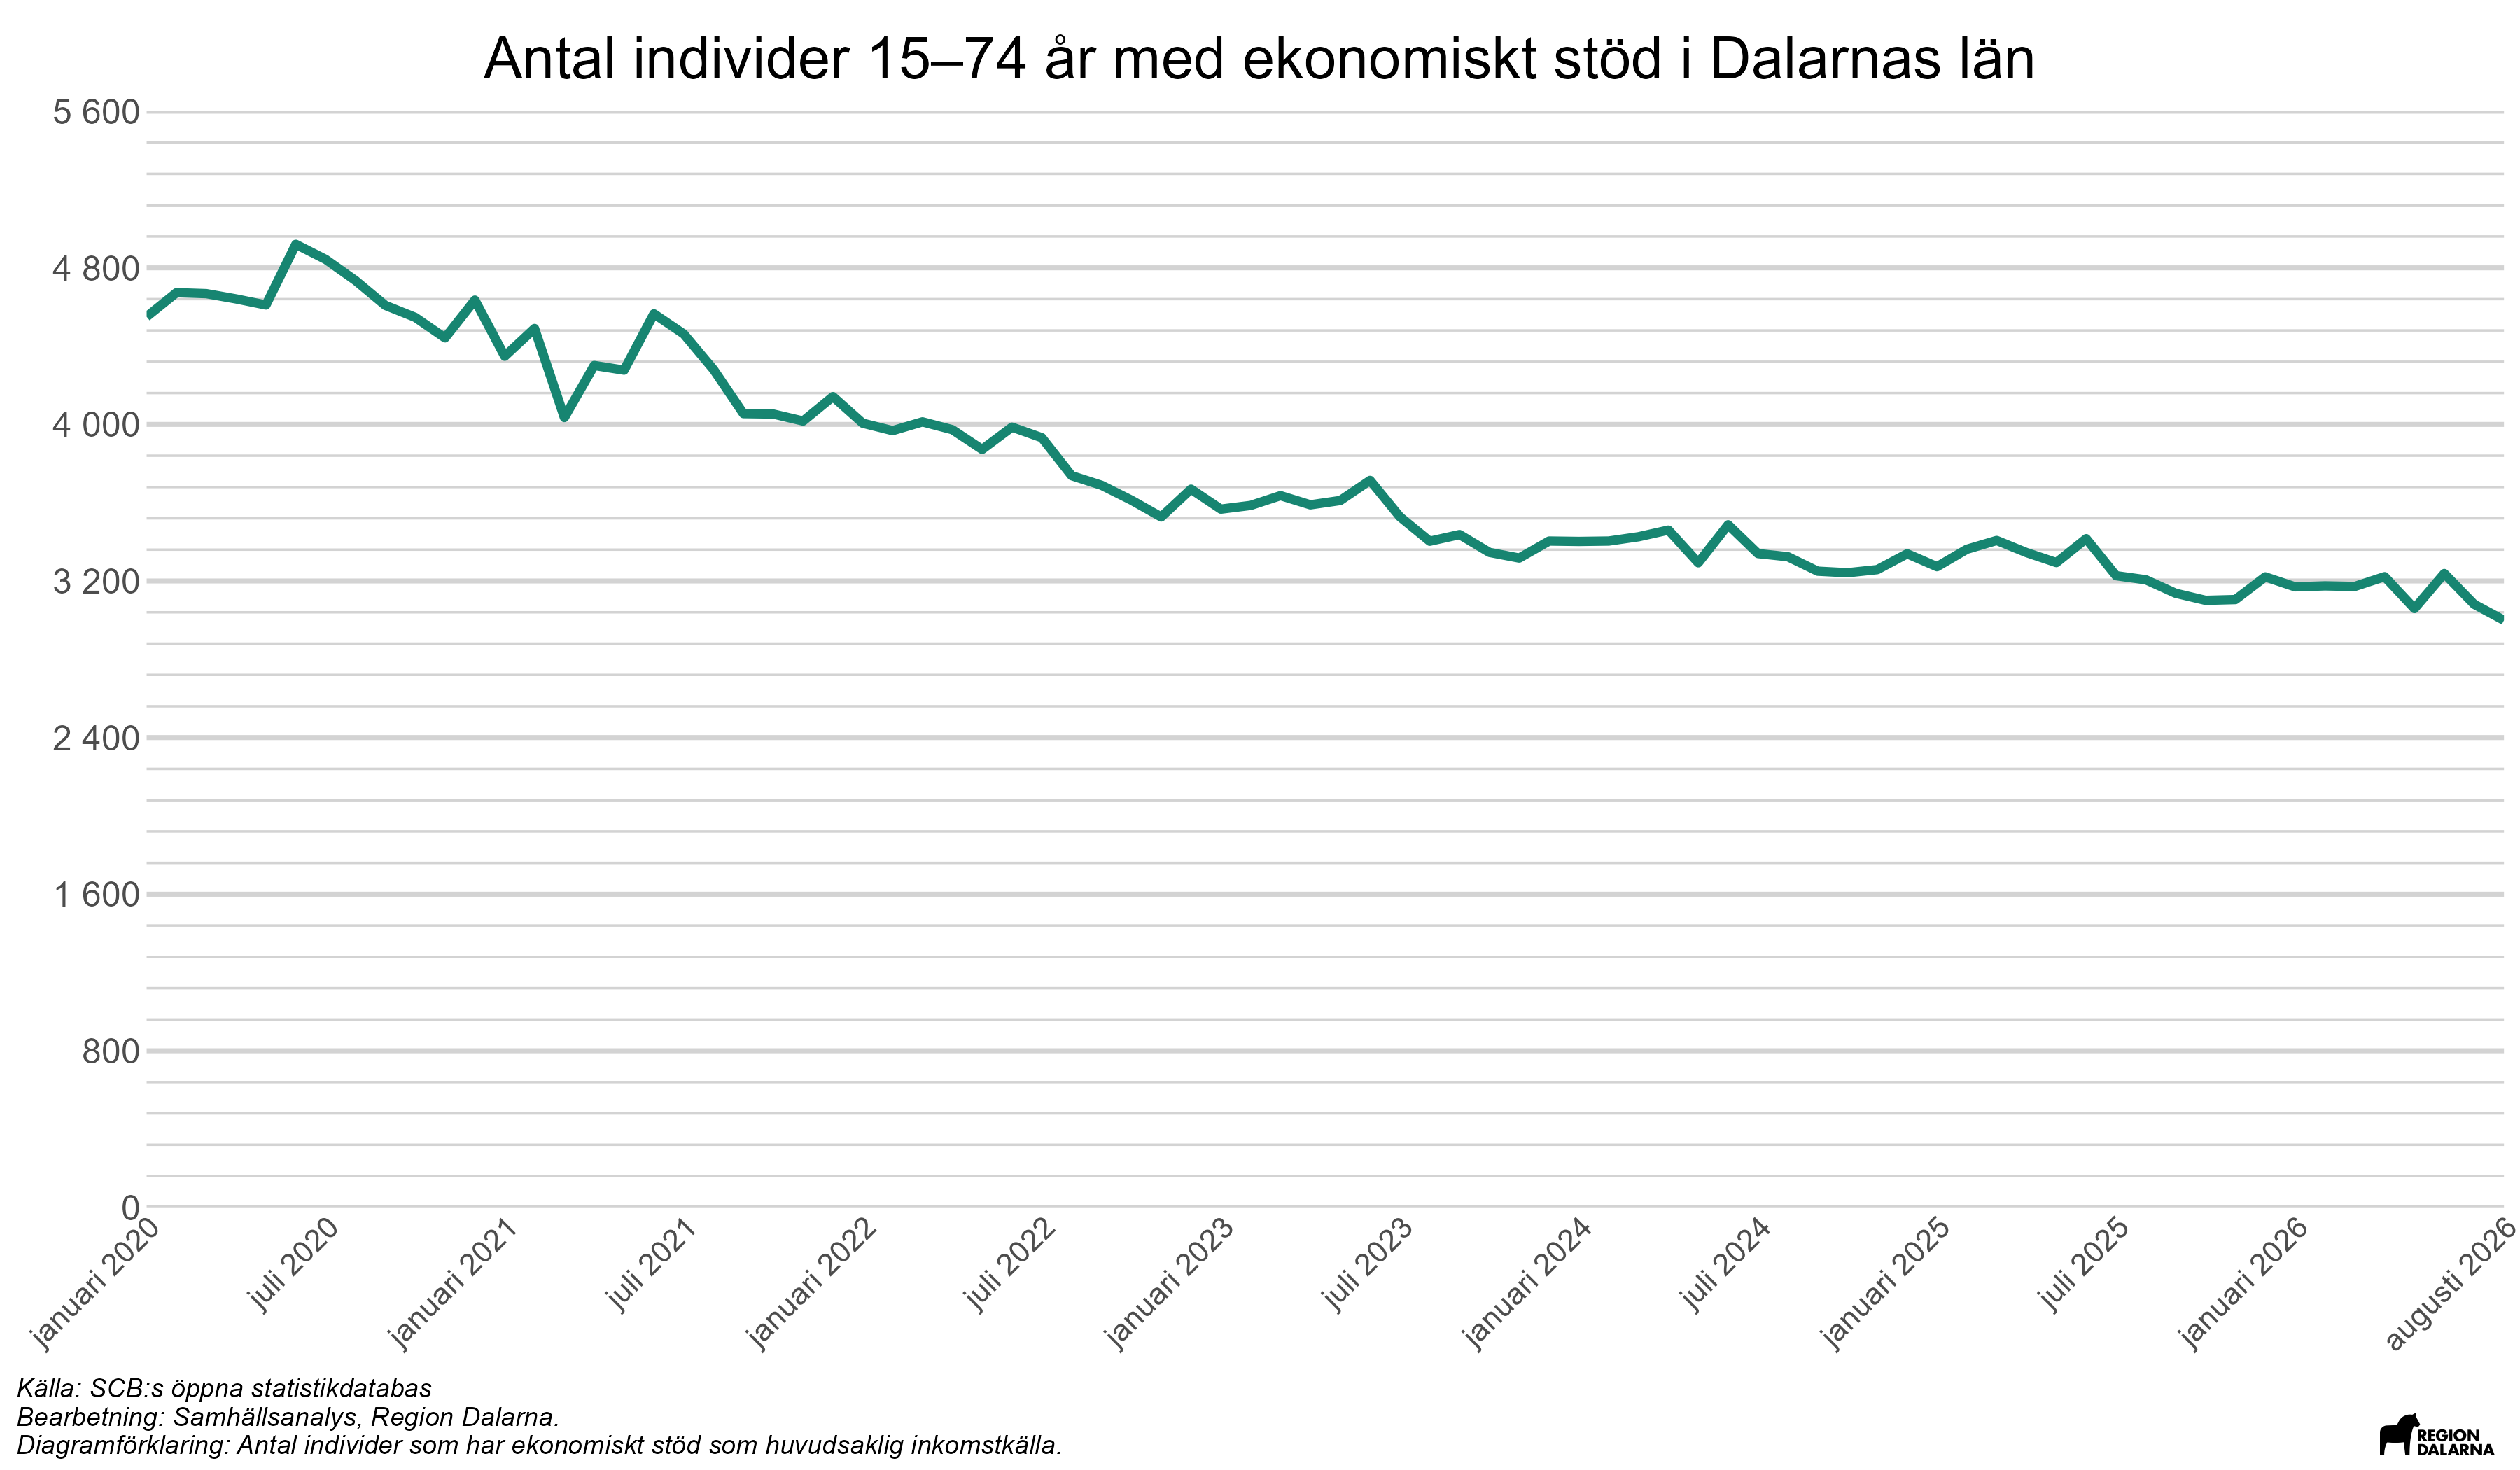 Antal individer 15–74 år med ekonomiskt stöd i Dalarnas län
5 600
4 800
4 000
3 200
2 400
1 600
800
0
januari 2020
juli 2020
januari 2021
juli 2021
januari 2022
juli 2022
januari 2023
juli 2023
januari 2024
juli 2024
januari 2025
juli 2025
januari 2026
augusti 2026
Källa: SCB:s öppna statistikdatabas
Bearbetning: Samhällsanalys, Region Dalarna.
Diagramförklaring: Antal individer som har ekonomiskt stöd som huvudsaklig inkomstkälla.
REGION
DALARNA